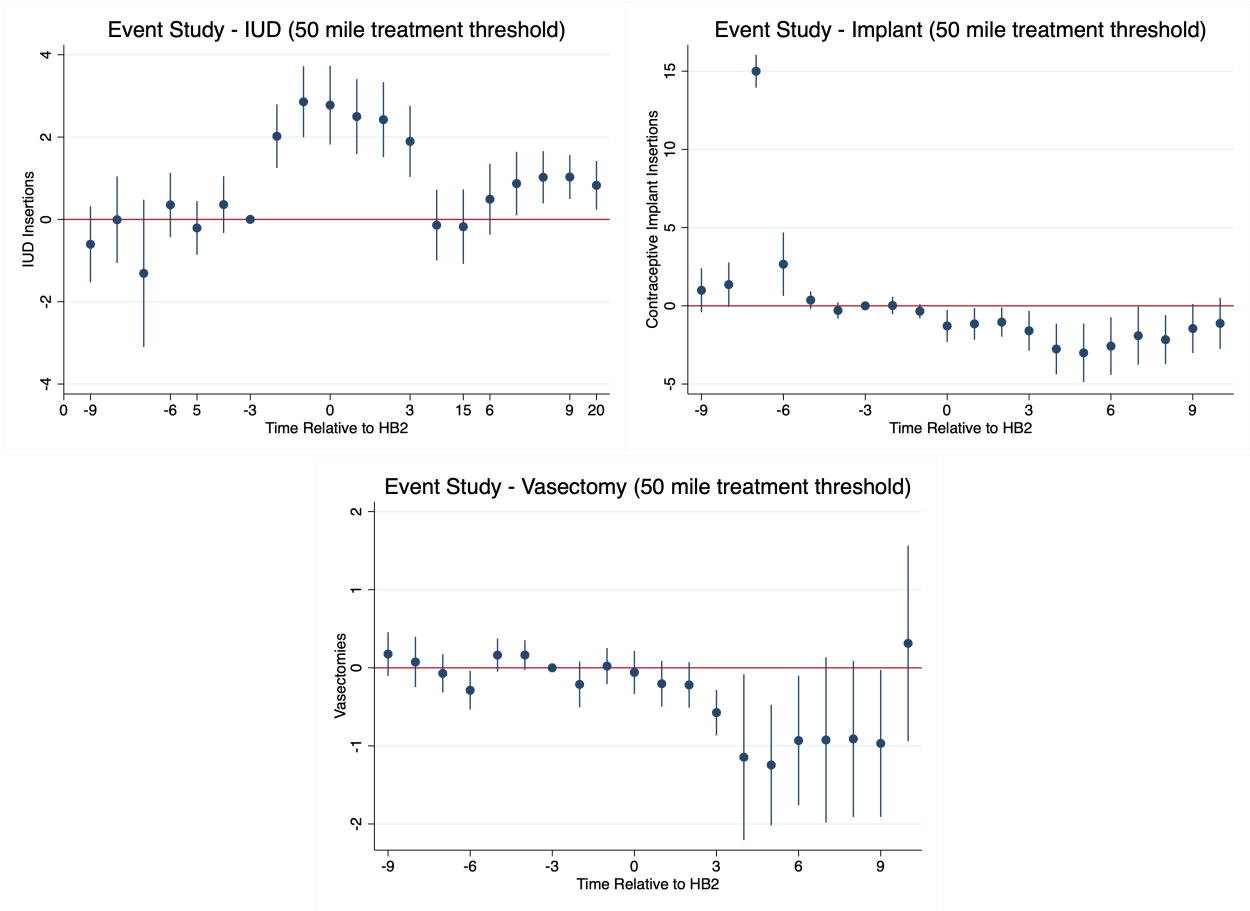 Event Study - IUD (50 mile treatment threshold)
IUD Insertions
4
2
0
-2
-4
0 -9 -6 5 -3 0 3 15 6 9 20
Time Relative to HB2
Event Study - Implant (50 mile treatment threshold)
Contraceptive Implant Insertions
15
10
5
0
-5
-9 -6 -3 0 3 6 9
Time Relative to HB2
Event Study - Vasectomy (50 mile treatment threshold)
Vasectomies
2
1
0
-1
-2
-9 -6 -3 0 3 6 9
Time Relative to HB2